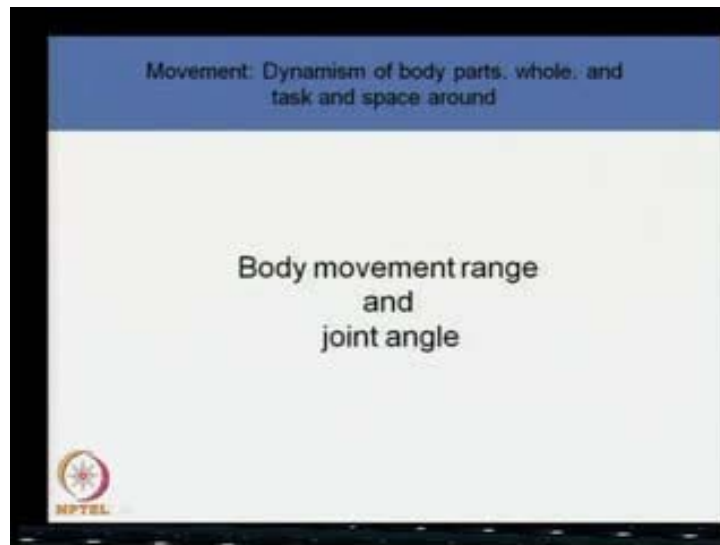 Movement: Dynamism of body parts, whole, and
task and space around
Body movement range
and
joint angle
NPTEL